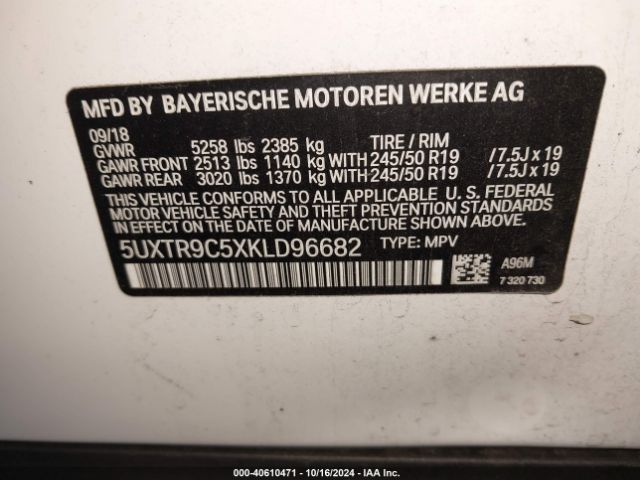 MFD BY BAYERISCHE MOTOREN WERKE AG
09/18
GVWR 5258 lbs 2385 kg TIRE / RIM
GAWR FRONT 2513 lbs 1140 kg WITH 245/50 R19 /7.5J x 19
GAWR REAR 3020 lbs 1370 kg WITH 245/50 R19 /7.5J x 19
THIS VEHICLE CONFORMS TO ALL APPLICABLE U. S. FEDERAL
MOTOR VEHICLE SAFETY AND THEFT PREVENTION STANDARDS
IN EFFECT ON THE DATE OF MANUFACTURE SHOWN ABOVE.
5UXTR9C5XKLD96682 TYPE: MPV
A96M
7 320 730
000-40610471 - 10/16/2024 - IAA Inc.